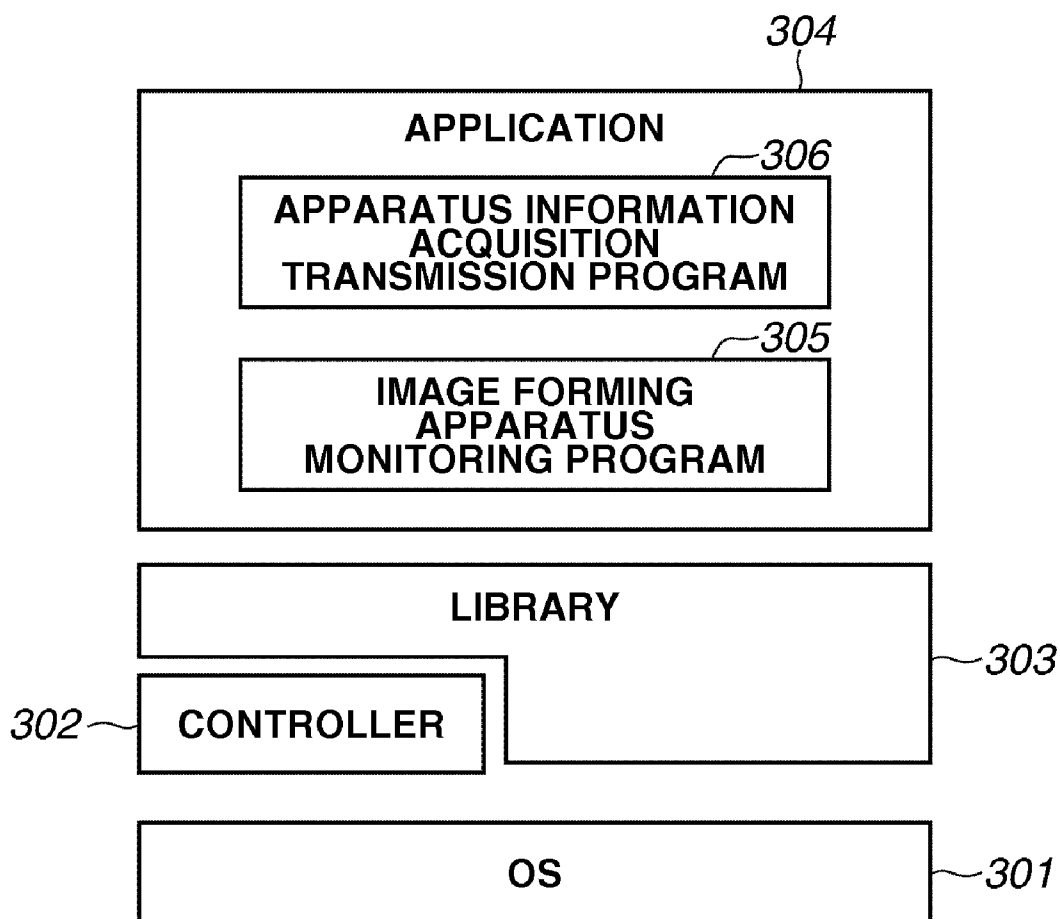 304
APPLICATION
306
APPARATUS INFORMATION
ACQUISITION
TRANSMISSION PROGRAM
305
IMAGE FORMING
APPARATUS
MONITORING PROGRAM
LIBRARY
303
302
CONTROLLER
OS
301